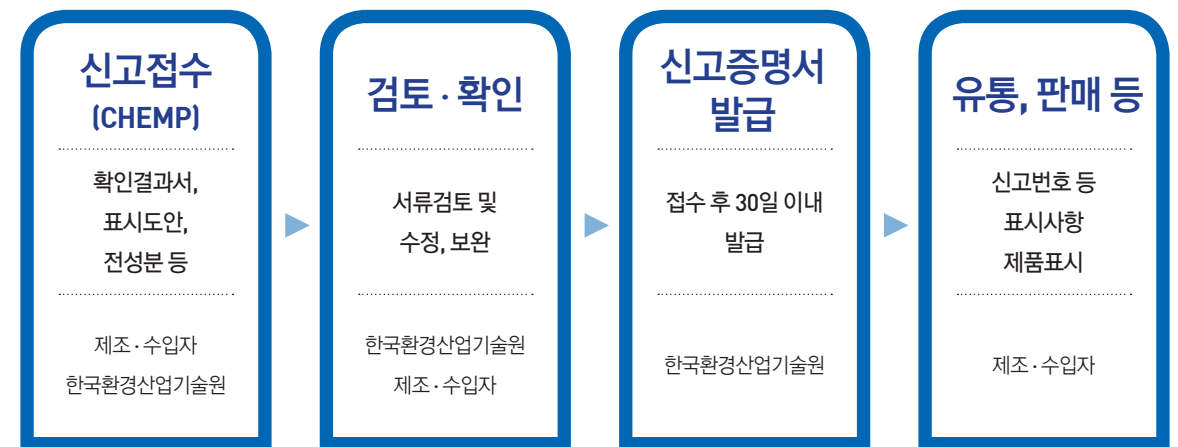 신고접수
(CHEMP)
확인결과서,
표시도안,
전성분 등
제조·수입자
한국환경산업기술원
검토·확인
서류검토 및
수정, 보완
한국환경산업기술원
제조·수입자
신고증명서
발급
접수 후 30일 이내
발급
한국환경산업기술원
유통, 판매 등
신고번호 등
표시사항
제품표시
제조·수입자